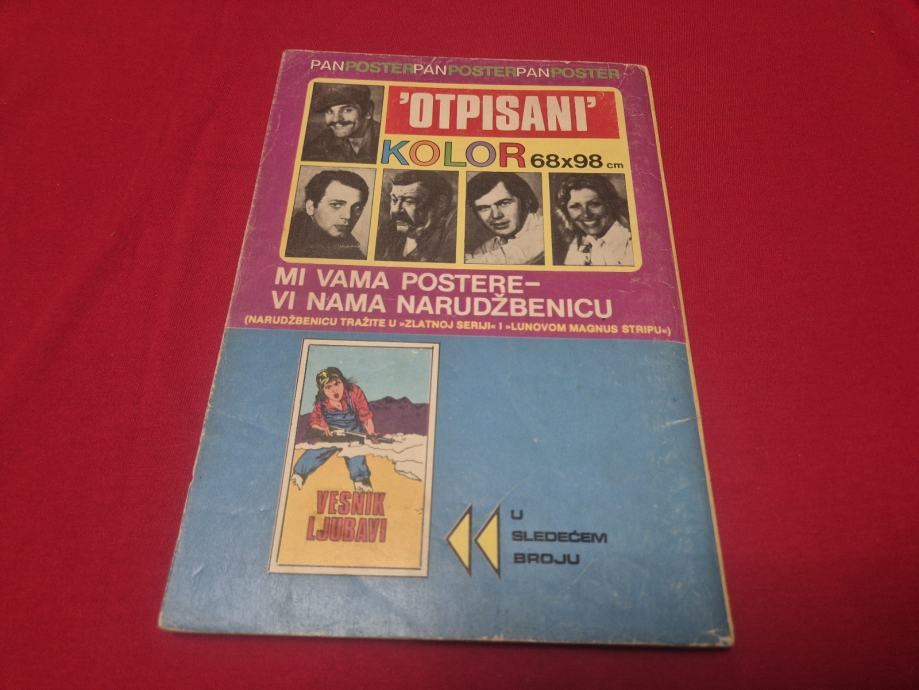 PANPOSTERPANPOSTERPANPOSTER
'OTPISANI'
KOLOR 68x98 cm
MI VAMA POSTERE–
VI NAMA NARUDŽBENICU
(NARUDŽBENICU TRAŽITE U »ZLATNOJ SERIJI« I »LUNOVOM MAGNUS STRIPU«)
VESNIK
LJUBAVI
U
SLEDEĆEM
BROJU